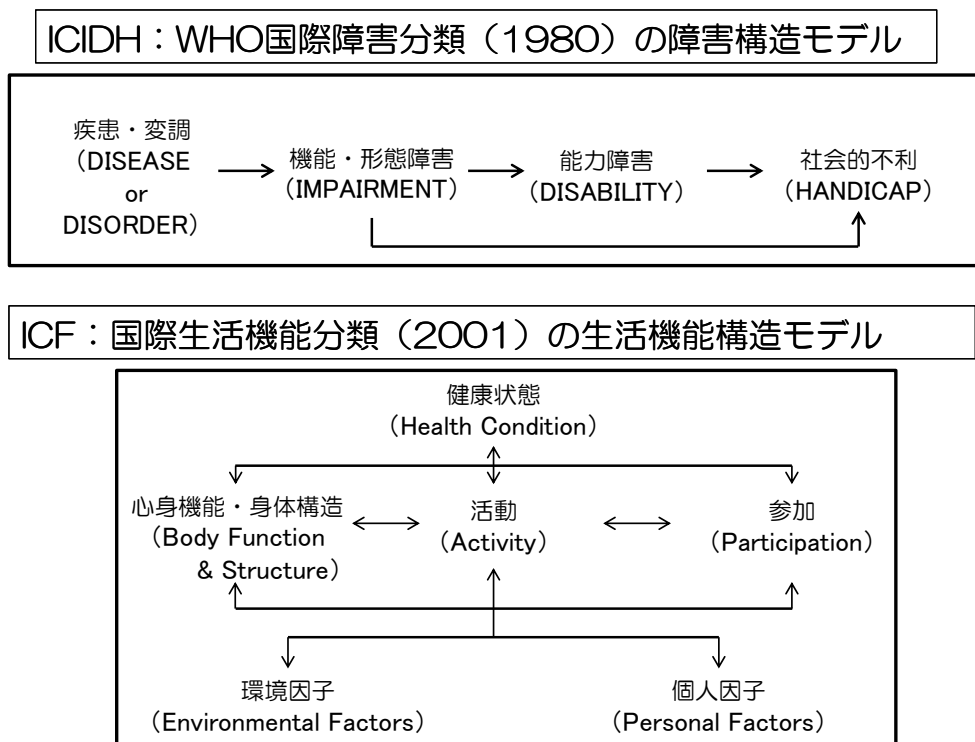 ICIDH：WHO国際障害分類（1980）の障害構造モデル
疾患・変調
（DISEASE
or
DISORDER）
機能・形態障害
（IMPAIRMENT）
能力障害
（DISABILITY）
社会的不利
（HANDICAP）
ICF：国際生活機能分類（2001）の生活機能構造モデル
健康状態
（Health Condition）
心身機能・身体構造
（Body Function
& Structure）
活動
（Activity）
参加
（Participation）
環境因子
（Environmental Factors）
個人因子
（Personal Factors）